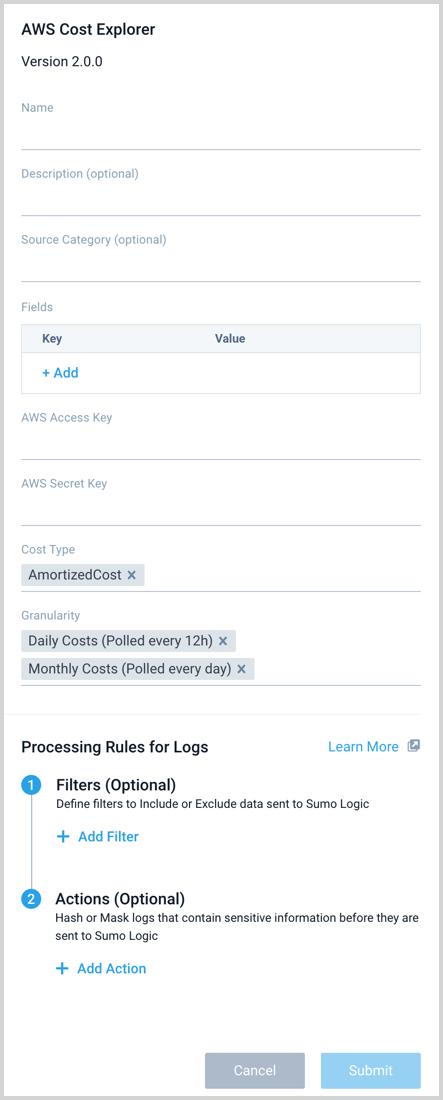 AWS Cost Explorer
Version 2.0.0
Name
Description (optional)
Source Category (optional)
Fields
Key Value
+ Add
AWS Access Key
AWS Secret Key
Cost Type
AmortizedCost ×
Granularity
Daily Costs (Polled every 12h) ×
Monthly Costs (Polled every day) ×
Processing Rules for Logs Learn More
1 Filters (Optional)
Define filters to Include or Exclude data sent to Sumo Logic
+ Add Filter
2 Actions (Optional)
Hash or Mask logs that contain sensitive information before they are
sent to Sumo Logic
+ Add Action
Cancel Submit